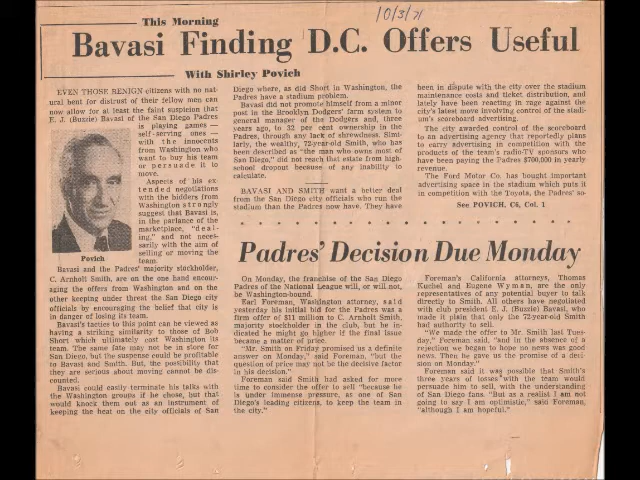 10/3/71
This Morning
Bavasi Finding D.C. Offers Useful
With Shirley Povich
EVEN THOSE BENIGN citizens with no nat
ural bent for distrust of their fellow men can
now allow for at least the faint suspicion that
E. J. (Buzzie) Bavasi of the San Diego Padres
is playing games —
self-serving ones —
with the innocents
from Washington who
want to buy his team
or persuade it to
move.
Aspects of his ex-
tended negotiations
with the bidders from
Washington strongly
suggest that Bavasi is,
in the parlance of the
marketplace, "deal-
ing," and not neces-
sarily with the aim of
selling or moving the
team.
Povich
Bavasi and the Padres' majority stockholder,
C. Arnholt Smith, are on the one hand encour-
aging the offers from Washington and on the
other keeping under threst the San Diego city
officials by encouraging the belief that city is
in danger of losing its team.
Bavasi's tactics to this point can be viewed as
having a striking similarity to those of Bob
Short which ultimately cost Washington its
team. The same fate may not be in store for
San Diego, but the suspense could be profitable
to Bavasi and Smith. But, the possibility that
they are serious about moving cannot be dis-
counted.
Bavasi could easily terminate his talks with
the Washington groups if he chose, but that
would knock them out as an instrument of
keeping the heat on the city officials of San
Diego where, as did Short in Washington, the
Padres have a stadium problem.
Bavasi did not promote himself from a minor
post in the Brooklyn Dodgers' farm system to
general manager of the Dodgers and, three
years ago, to 32 per cent ownership in the
Padres, through any lack of shrewdness. Simi-
larly, the wealthy, 72-year-old Smith, who has
been described as "the man who owns most of
San Diego," did not reach that estate from high-
school dropout because of any inability to
calculate.
BAVASI AND SMITH want a better deal
from the San Diego city officials who run the
stadium than the Padres now have. They have
been in dispute with the city over the stadium
maintenance costs and ticket distribution, and
lately have been reacting in rage against the
city's latest move involving control of the stadi-
um's scoreboard advertising.
The city awarded control of the scoreboard
to an advertising agency that reportedly plans
to carry advertising in competition with the
products of the team's radio-TV sponsors who
have been paying the Padres $700,000 in yearly
revenue.
The Ford Motor Co. has bought important
advertising space in the stadium which puts it
in competition with the Toyota, the Padres' so-
See POVICH, C6, Col. 1
Padres' Decision Due Monday
On Monday, the franchise of the San Diego
Padres of the National League will, or will not,
be Washington-bound.
Earl Foreman, Washington attorney, said
yesterday his initial bid for the Padres was a
firm offer of $11 million to C. Arnholt Smith,
majority stockholder in the club, but he in-
dicated he might go higher if the final issue
became a matter of price.
"Mr. Smith on Friday promised us a definite
answer on Monday," said Foreman, "but the
question of price may not be the decisive factor
in his decision."
Foreman said Smith had asked for more
time to consider the offer to sell "because he
is under immense pressure, as one of San
Diego's leading citizens, to keep the team in
the city."
Foreman's California attorneys, Thomas
Kuchel and Eugene Wyman, are the only
representatives of any potential buyer to talk
directly to Smith. All others have negotiated
with club president E. J. (Buzzie) Bavasi, who
made it plain that only the 72-year-old Smith
had authority to sell.
"We made the offer to Mr. Smith last Tues-
day," Foreman said, "and in the absence of a
rejection we began to hope no news was good
news. Then he gave us the promise of a deci-
sion on Monday."
Foreman said it was possible that Smith's
three years of losses with the team would
persuade him to sell, with the understanding
of San Diego fans. "But as a realist I am not
going to say I am optimistic," said Foreman,
"although I am hopeful."